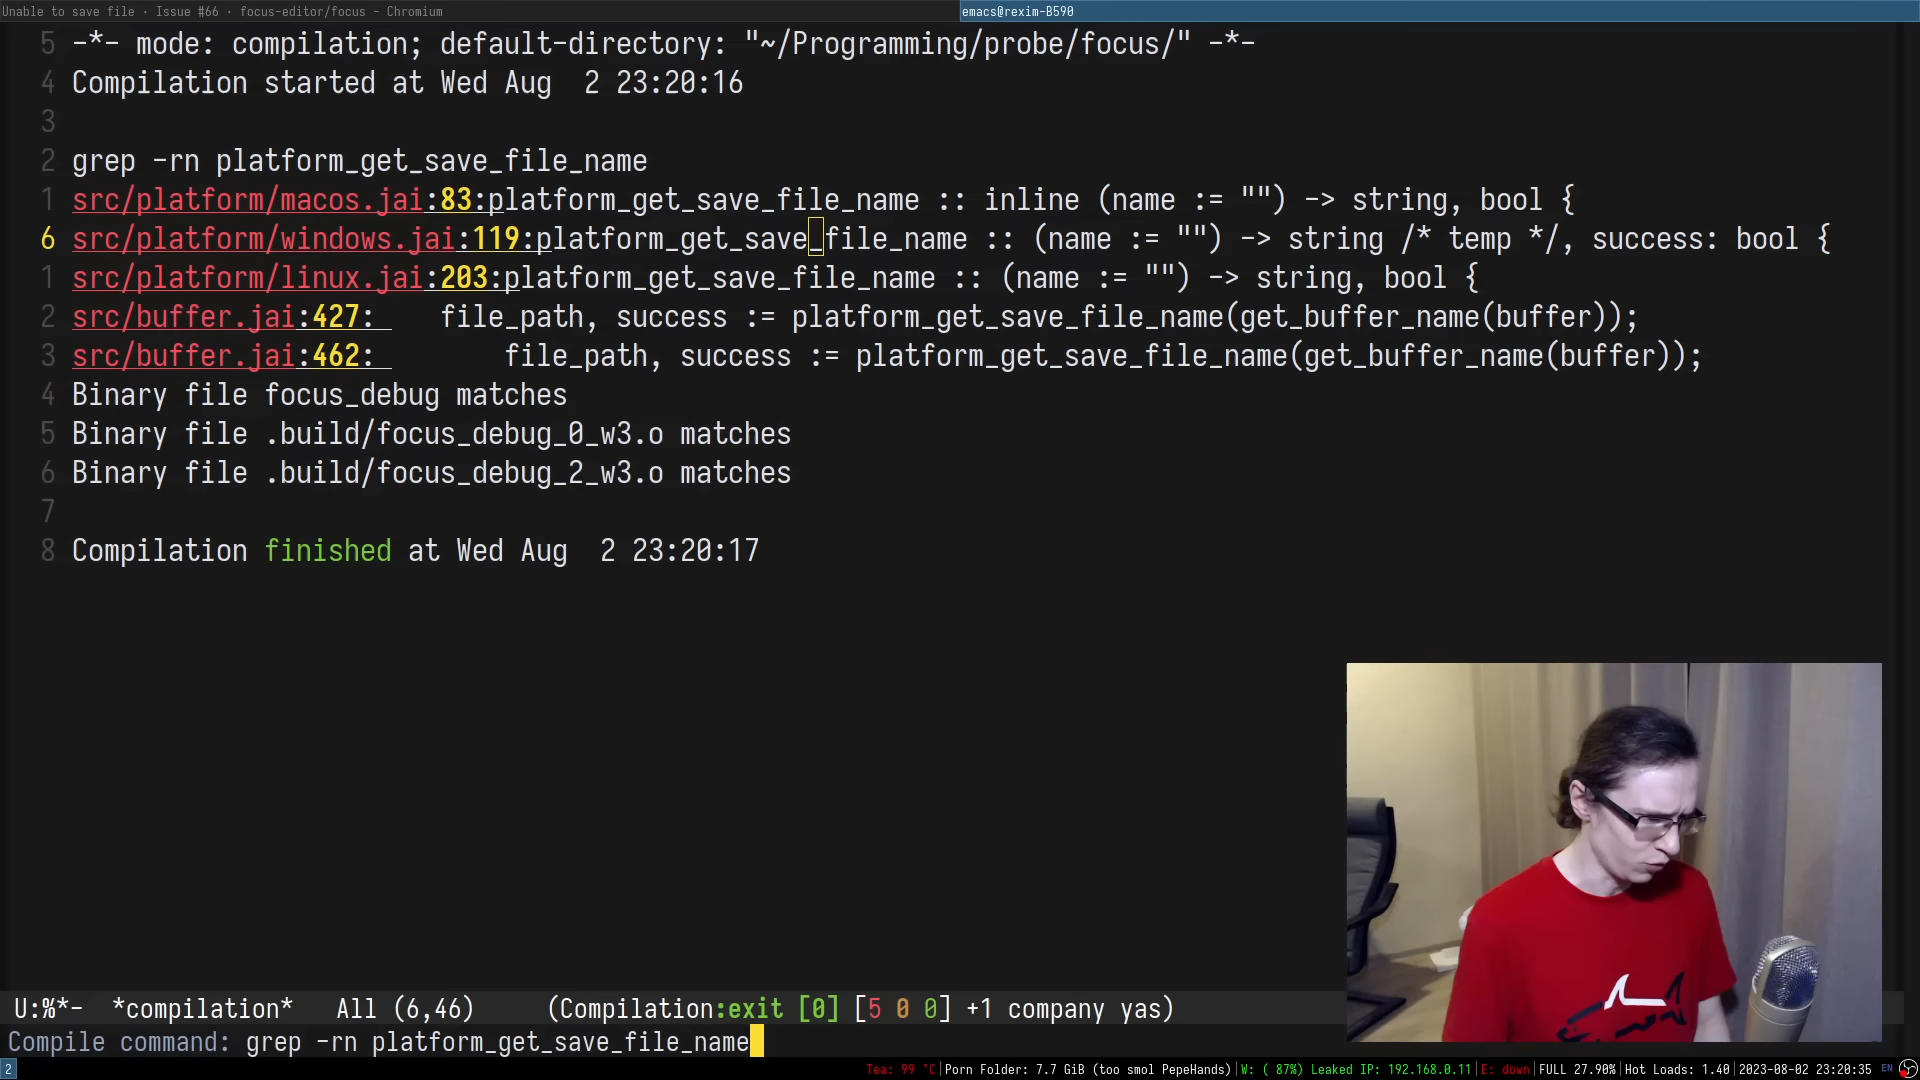 Unable to save file · Issue #66 · focus-editor/focus - Chromium
emacs@rexim-B590
5 -*- mode: compilation; default-directory: "~/Programming/probe/focus/" -*-
4 Compilation started at Wed Aug  2 23:20:16
3
2 grep -rn platform_get_save_file_name
1 src/platform/macos.jai:83:platform_get_save_file_name :: inline (name := "") -> string, bool {
6 src/platform/windows.jai:119:platform_get_save_file_name :: (name := "") -> string /* temp */, success: bool {
1 src/platform/linux.jai:203:platform_get_save_file_name :: (name := "") -> string, bool {
2 src/buffer.jai:427:    file_path, success := platform_get_save_file_name(get_buffer_name(buffer));
3 src/buffer.jai:462:        file_path, success := platform_get_save_file_name(get_buffer_name(buffer));
4 Binary file focus_debug matches
5 Binary file .build/focus_debug_0_w3.o matches
6 Binary file .build/focus_debug_2_w3.o matches
7
8 Compilation finished at Wed Aug  2 23:20:17
U:%*-  *compilation*   All (6,46)     (Compilation:exit [0] [5 0 0] +1 company yas)
Compile command: grep -rn platform_get_save_file_name
2
Tea: 99 °C|Porn Folder: 7.7 GiB (too smol PepeHands)|W: ( 87%) Leaked IP: 192.168.0.11|E: down|FULL 27.90%|Hot Loads: 1.40|2023-08-02 23:20:35 EN